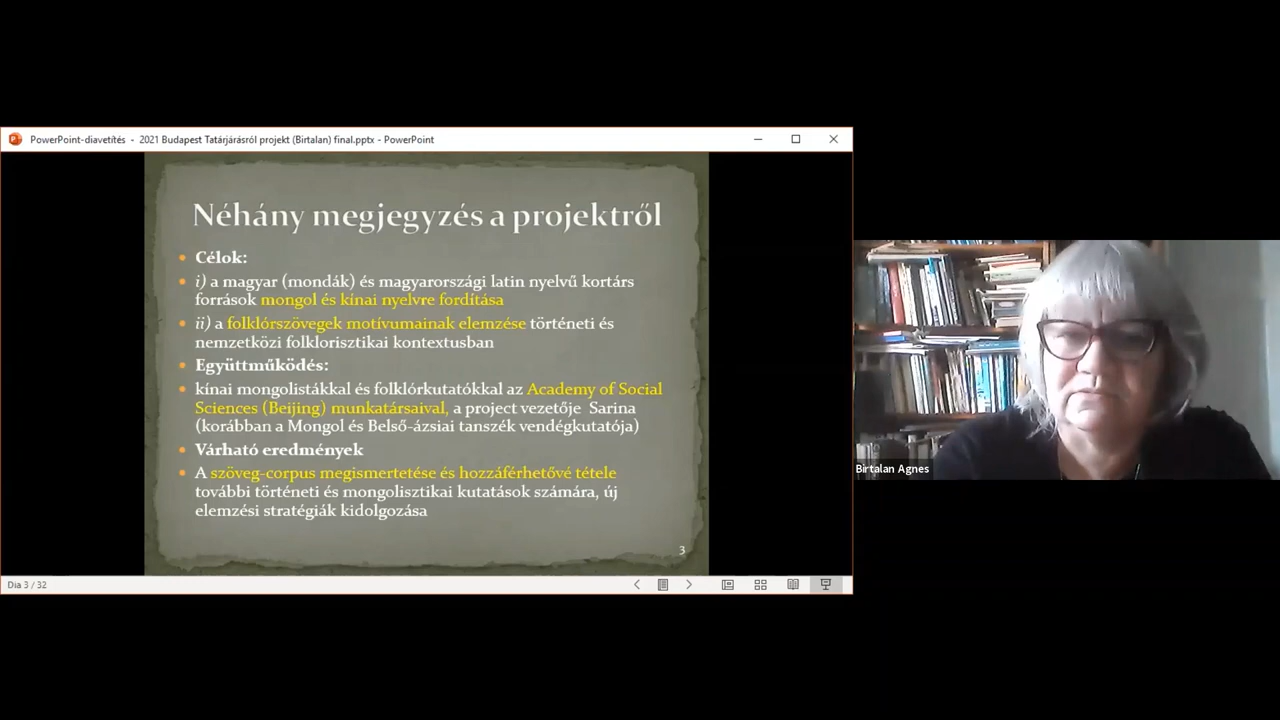 PowerPoint-diavetítés - 2021 Budapest Tatárjárásról projekt (Birtalan) final.pptx - PowerPoint
Néhány megjegyzés a projektről
Célok:
i) a magyar (mondák) és magyarországi latin nyelvű kortárs
források mongol és kínai nyelvre fordítása
ii) a folklórszövegek motívumainak elemzése történeti és
nemzetközi folklorisztikai kontextusban
Együttműködés:
kínai mongolistákkal és folklórkutatókkal az Academy of Social
Sciences (Beijing) munkatársaival, a project vezetője Sarina
(korábban a Mongol és Belső-ázsiai tanszék vendégkutatója)
Várható eredmények
A szöveg-corpus megismertetése és hozzáférhetővé tétele
további történeti és mongolisztikai kutatások számára, új
elemzési stratégiák kidolgozása
3
Dia 3 / 32
Birtalan Agnes